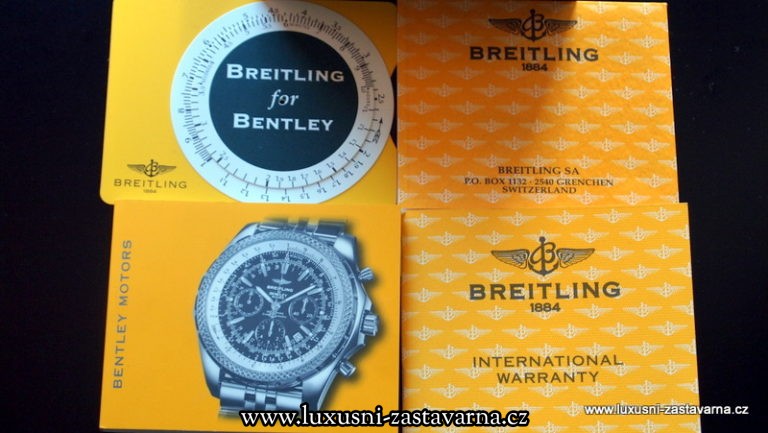 BREITLING
for
BENTLEY
BREITLING
1884
BREITLING
1884
BREITLING SA
P.O. BOX 1132 · 2540 GRENCHEN
SWITZERLAND
BENTLEY MOTORS
BREITLING
BREITLING
1884
INTERNATIONAL
WARRANTY
www.luxusni-zastavarna.cz
www.luxusni-zastavarna.cz